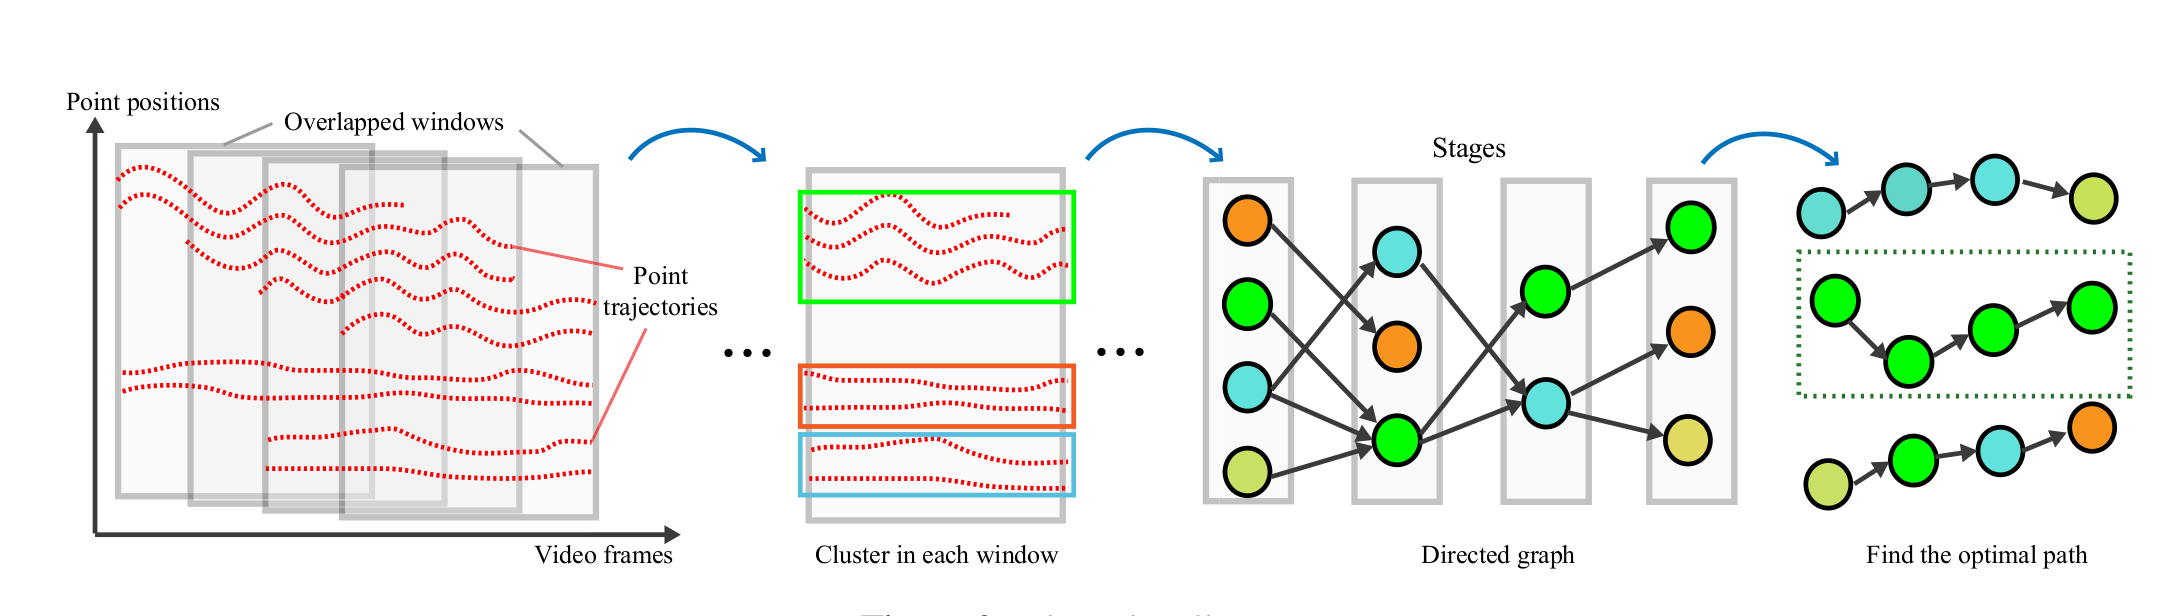 Point positions
Overlapped windows
Point
trajectories
Video frames
Cluster in each window
Stages
Directed graph
Find the optimal path